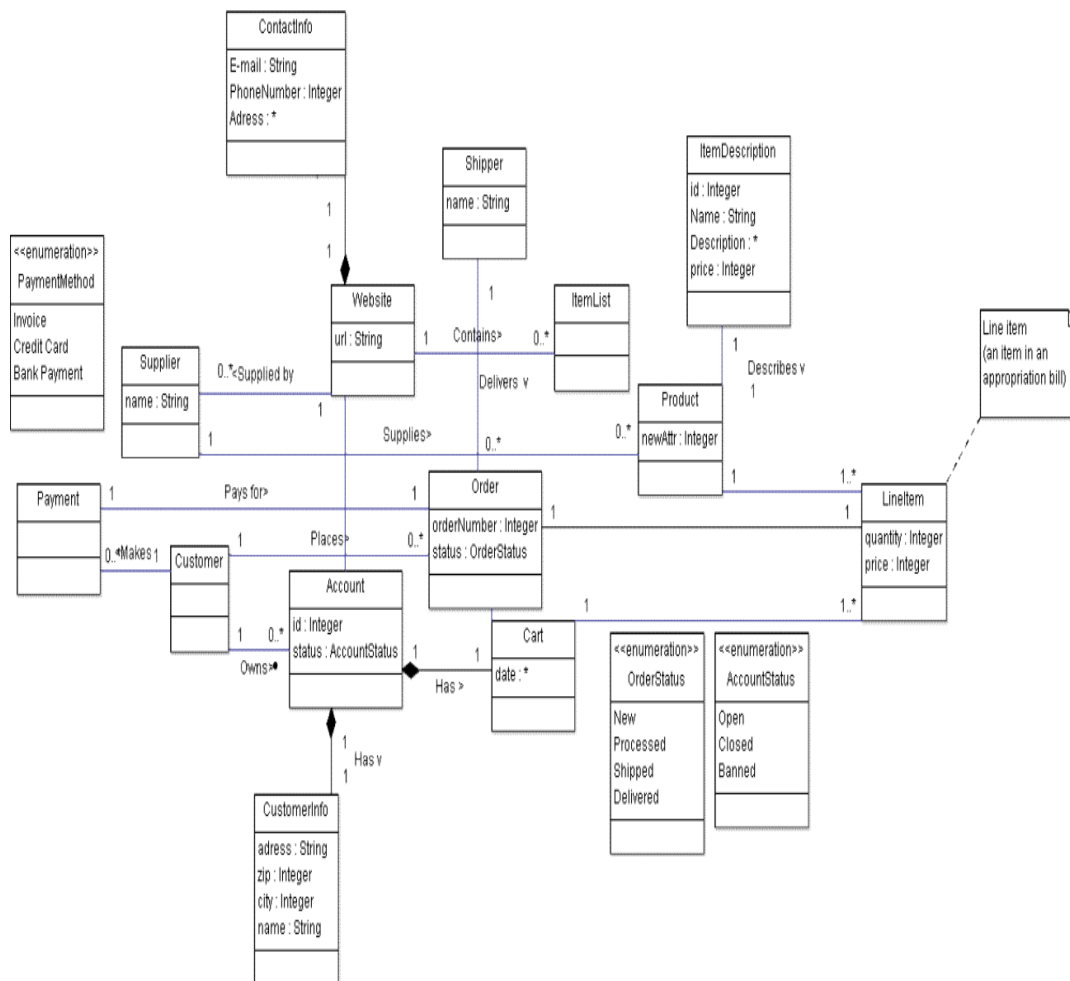 ContactInfo
E-mail : String
PhoneNumber : Integer
Adress : *
1
1
Shipper
name : String
1
Delivers v
0..*
ItemDescription
id : Integer
Name : String
Description : *
price : Integer
1
Describes v
1
<<enumeration>>
PaymentMethod
Invoice
Credit Card
Bank Payment
Website
url : String
1
Contains>
0..*
ItemList
Line item
(an item in an
appropriation bill)
Supplier
name : String
0..*
<Supplied by
1
1
Supplies>
0..*
Product
newAttr : Integer
1
1..*
Payment
1
Pays for>
1
Order
orderNumber : Integer
status : OrderStatus
1
1
LineItem
quantity : Integer
price : Integer
0..*
<Makes
1
Customer
1
Places>
0..*
1
0..*
Owns>
Account
id : Integer
status : AccountStatus
1
Has >
1
Cart
date : *
1
1..*
<<enumeration>>
OrderStatus
New
Processed
Shipped
Delivered
<<enumeration>>
AccountStatus
Open
Closed
Banned
1
Has v
1
CustomerInfo
adress : String
zip : Integer
city : Integer
name : String